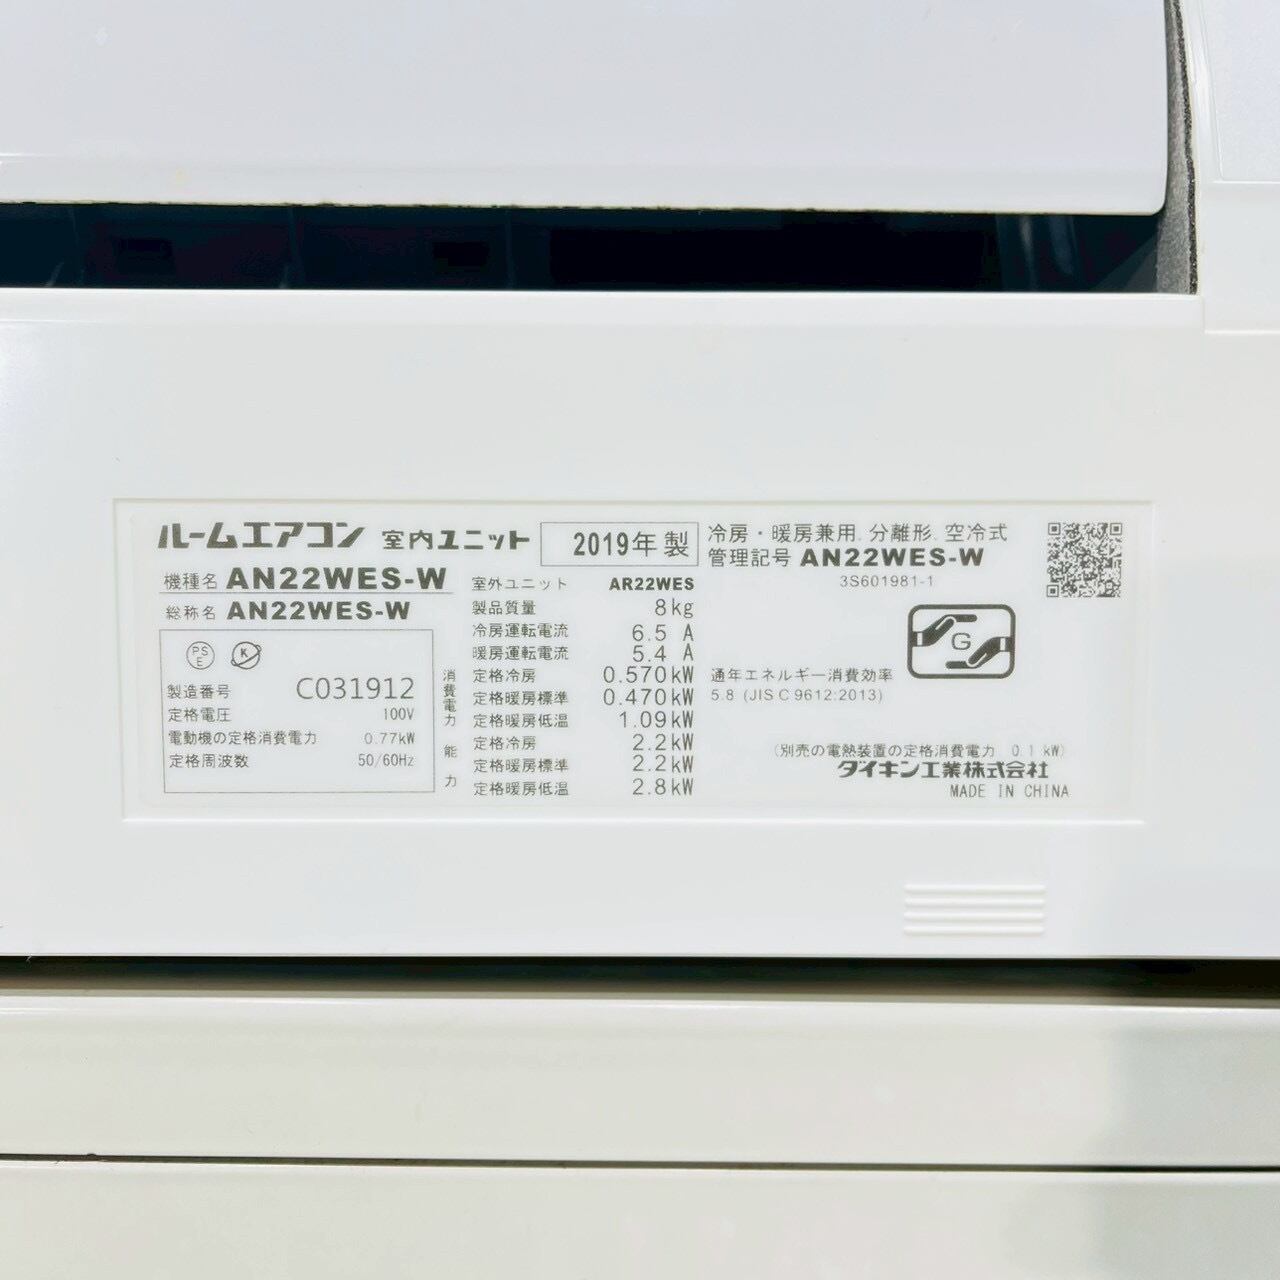 ルームエアコン 室内ユニット 2019年製 冷房・暖房兼用. 分離形. 空冷式
管理記号 AN22WES-W
3S601981-1
機種名 AN22WES-W
総称名 AN22WES-W
PS E K
製造番号 C031912
定格電圧 100V
電動機の定格消費電力 0.77kW
定格周波数 50/60Hz
室外ユニット AR22WES
製品質量 8kg
冷房運転電流 6.5 A
暖房運転電流 5.4 A
消費電力
定格冷房 0.570kW
定格暖房標準 0.470kW
定格暖房低温 1.09kW
能力
定格冷房 2.2kW
定格暖房標準 2.2kW
定格暖房低温 2.8kW
G
通年エネルギー消費効率
5.8 (JIS C 9612:2013)
(別売の電熱装置の定格消費電力 0.1 kW)
ダイキン工業株式会社
MADE IN CHINA